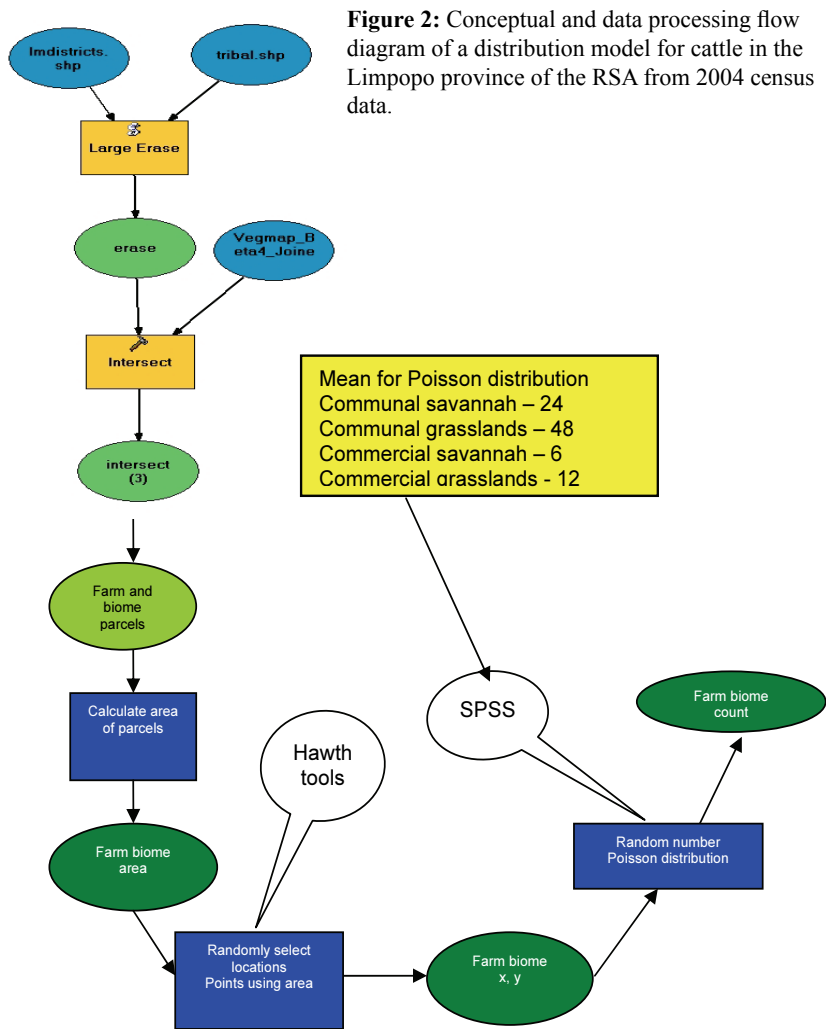 Figure 2: Conceptual and data processing flow
diagram of a distribution model for cattle in the
Limpopo province of the RSA from 2004 census
data.
lmdistricts.
shp
tribal.shp
Large Erase
erase
Vegmap_B
eta4_Joine
Intersect
intersect
(3)
Mean for Poisson distribution
Communal savannah – 24
Communal grasslands – 48
Commercial savannah – 6
Commercial grasslands - 12
Farm and
biome
parcels
Calculate area
of parcels
Hawth
tools
SPSS
Farm biome
count
Farm biome
area
Random number
Poisson distribution
Randomly select
locations
Points using area
Farm biome
x, y